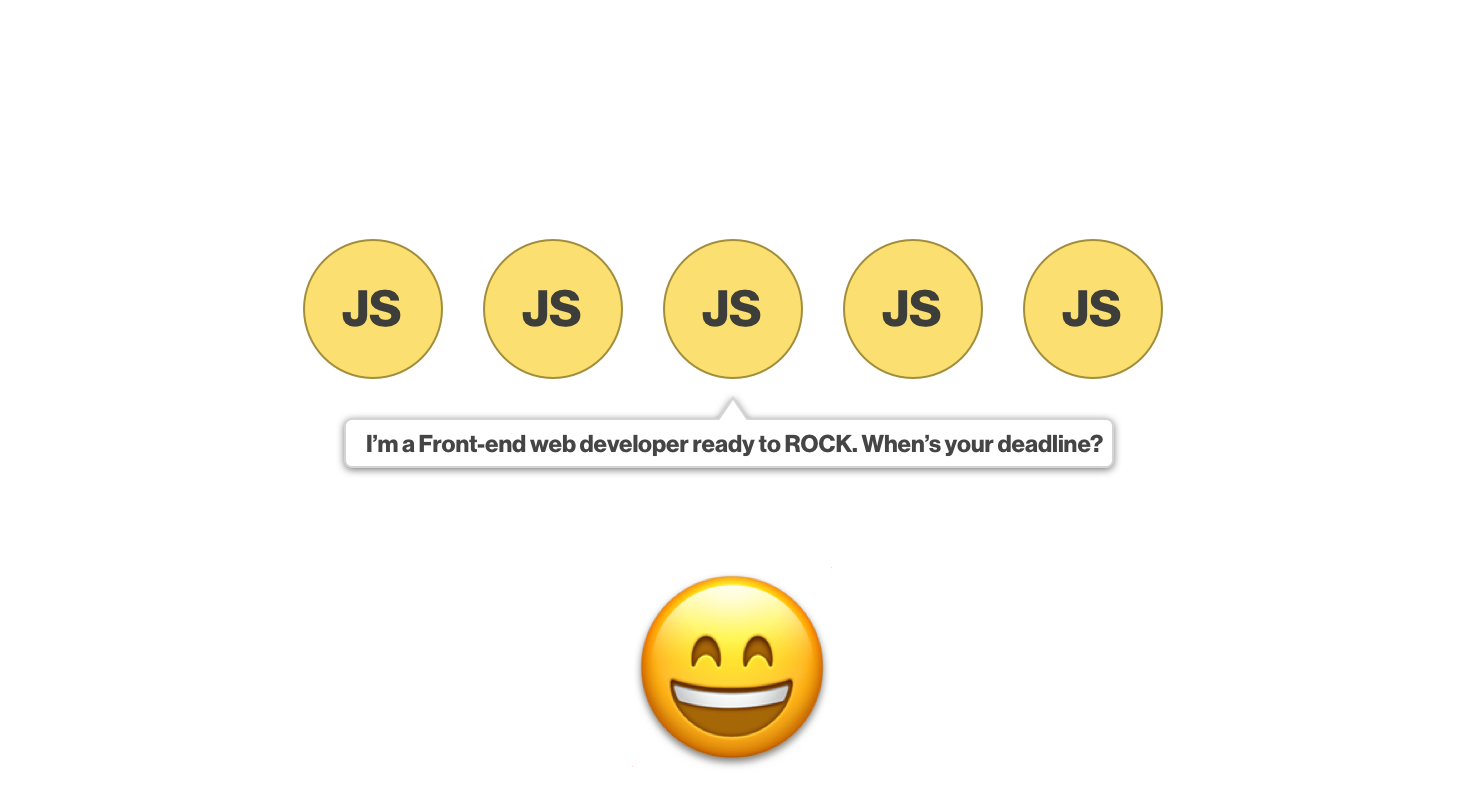 JS JS JS JS JS
I’m a Front-end web developer ready to ROCK. When’s your deadline?